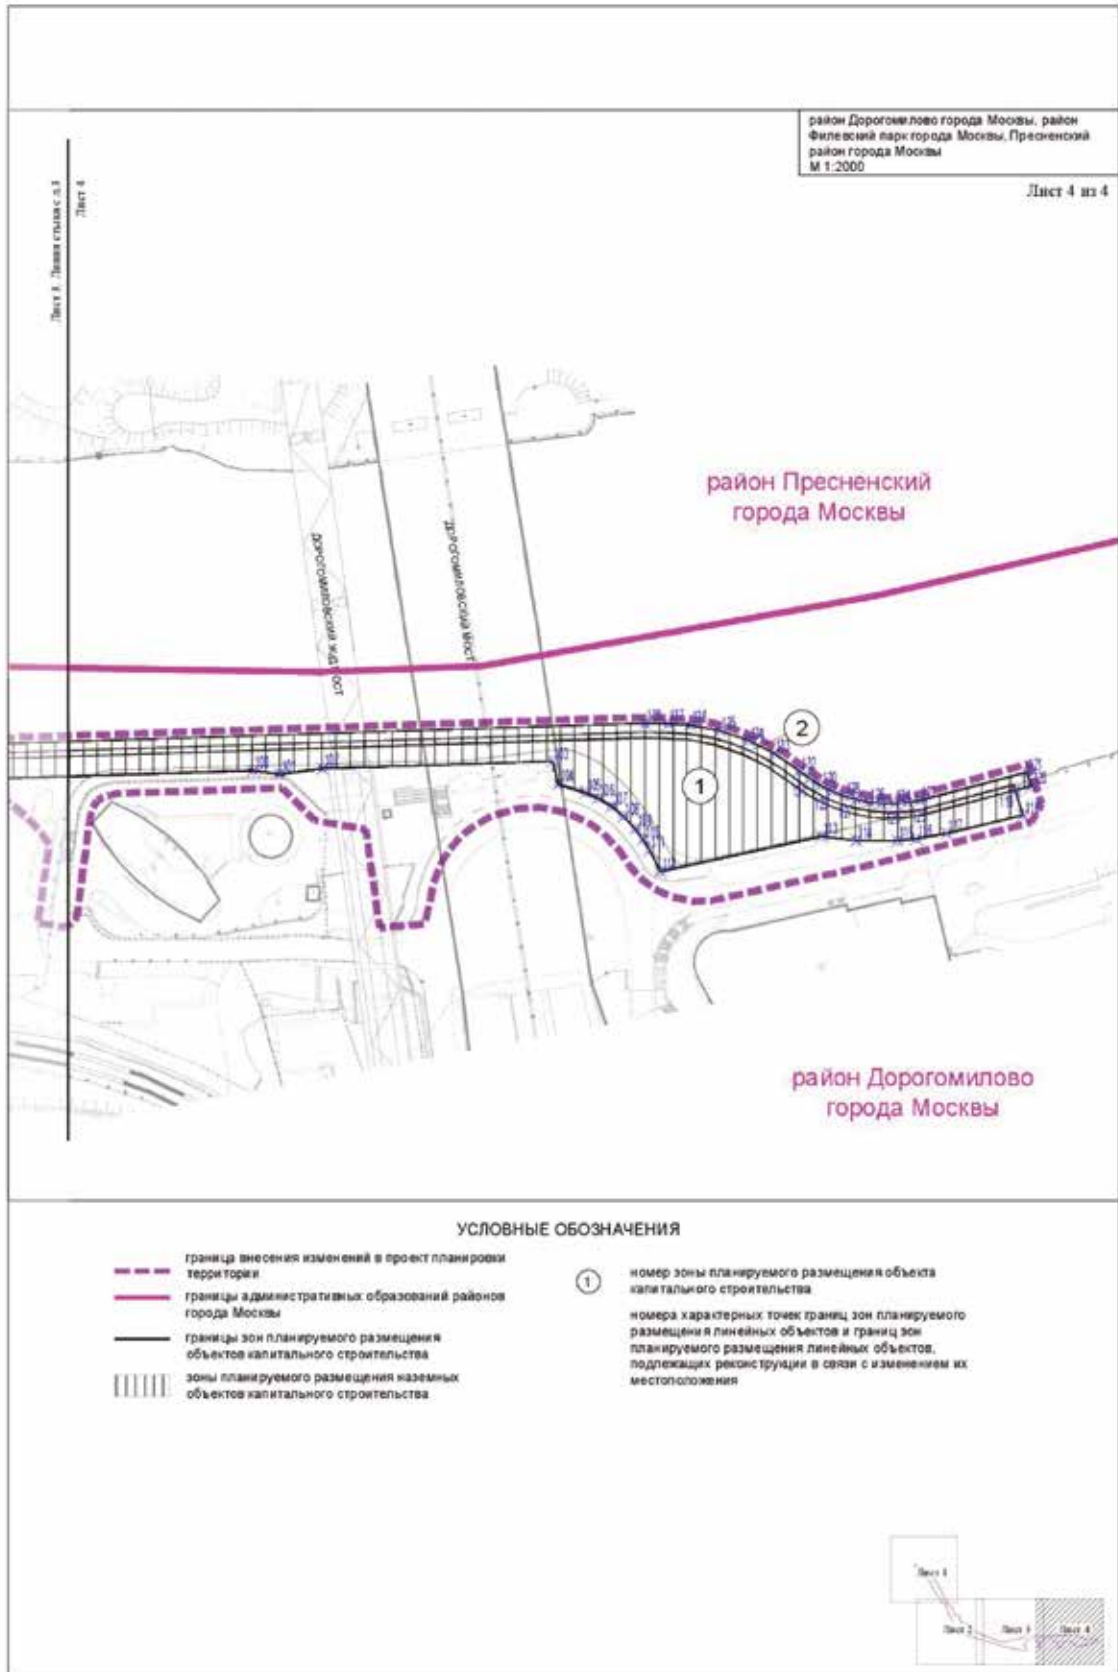 район Дорогомилово города Москвы, район
Филевский парк города Москвы, Пресненский
район города Москвы
М 1:2000
Лист 4 из 4
Лист 3. Линия стыка с л.3
Лист 4
район Пресненский
города Москвы
ДОРОГОМИЛОВСКИЙ Ж/Д МОСТ
ДОРОГОМИЛОВСКИЙ МОСТ
2
1
район Дорогомилово
города Москвы
УСЛОВНЫЕ ОБОЗНАЧЕНИЯ
граница внесения изменений в проект планировки
территории
границы административных образований районов
города Москвы
границы зон планируемого размещения
объектов капитального строительства
зоны планируемого размещения наземных
объектов капитального строительства
1
номер зоны планируемого размещения объекта
капитального строительства
номера характерных точек границ зон планируемого
размещения линейных объектов и границ зон
планируемого размещения линейных объектов,
подлежащих реконструкции в связи с изменением их
местоположения
Лист 1
Лист 2
Лист 3
Лист 4